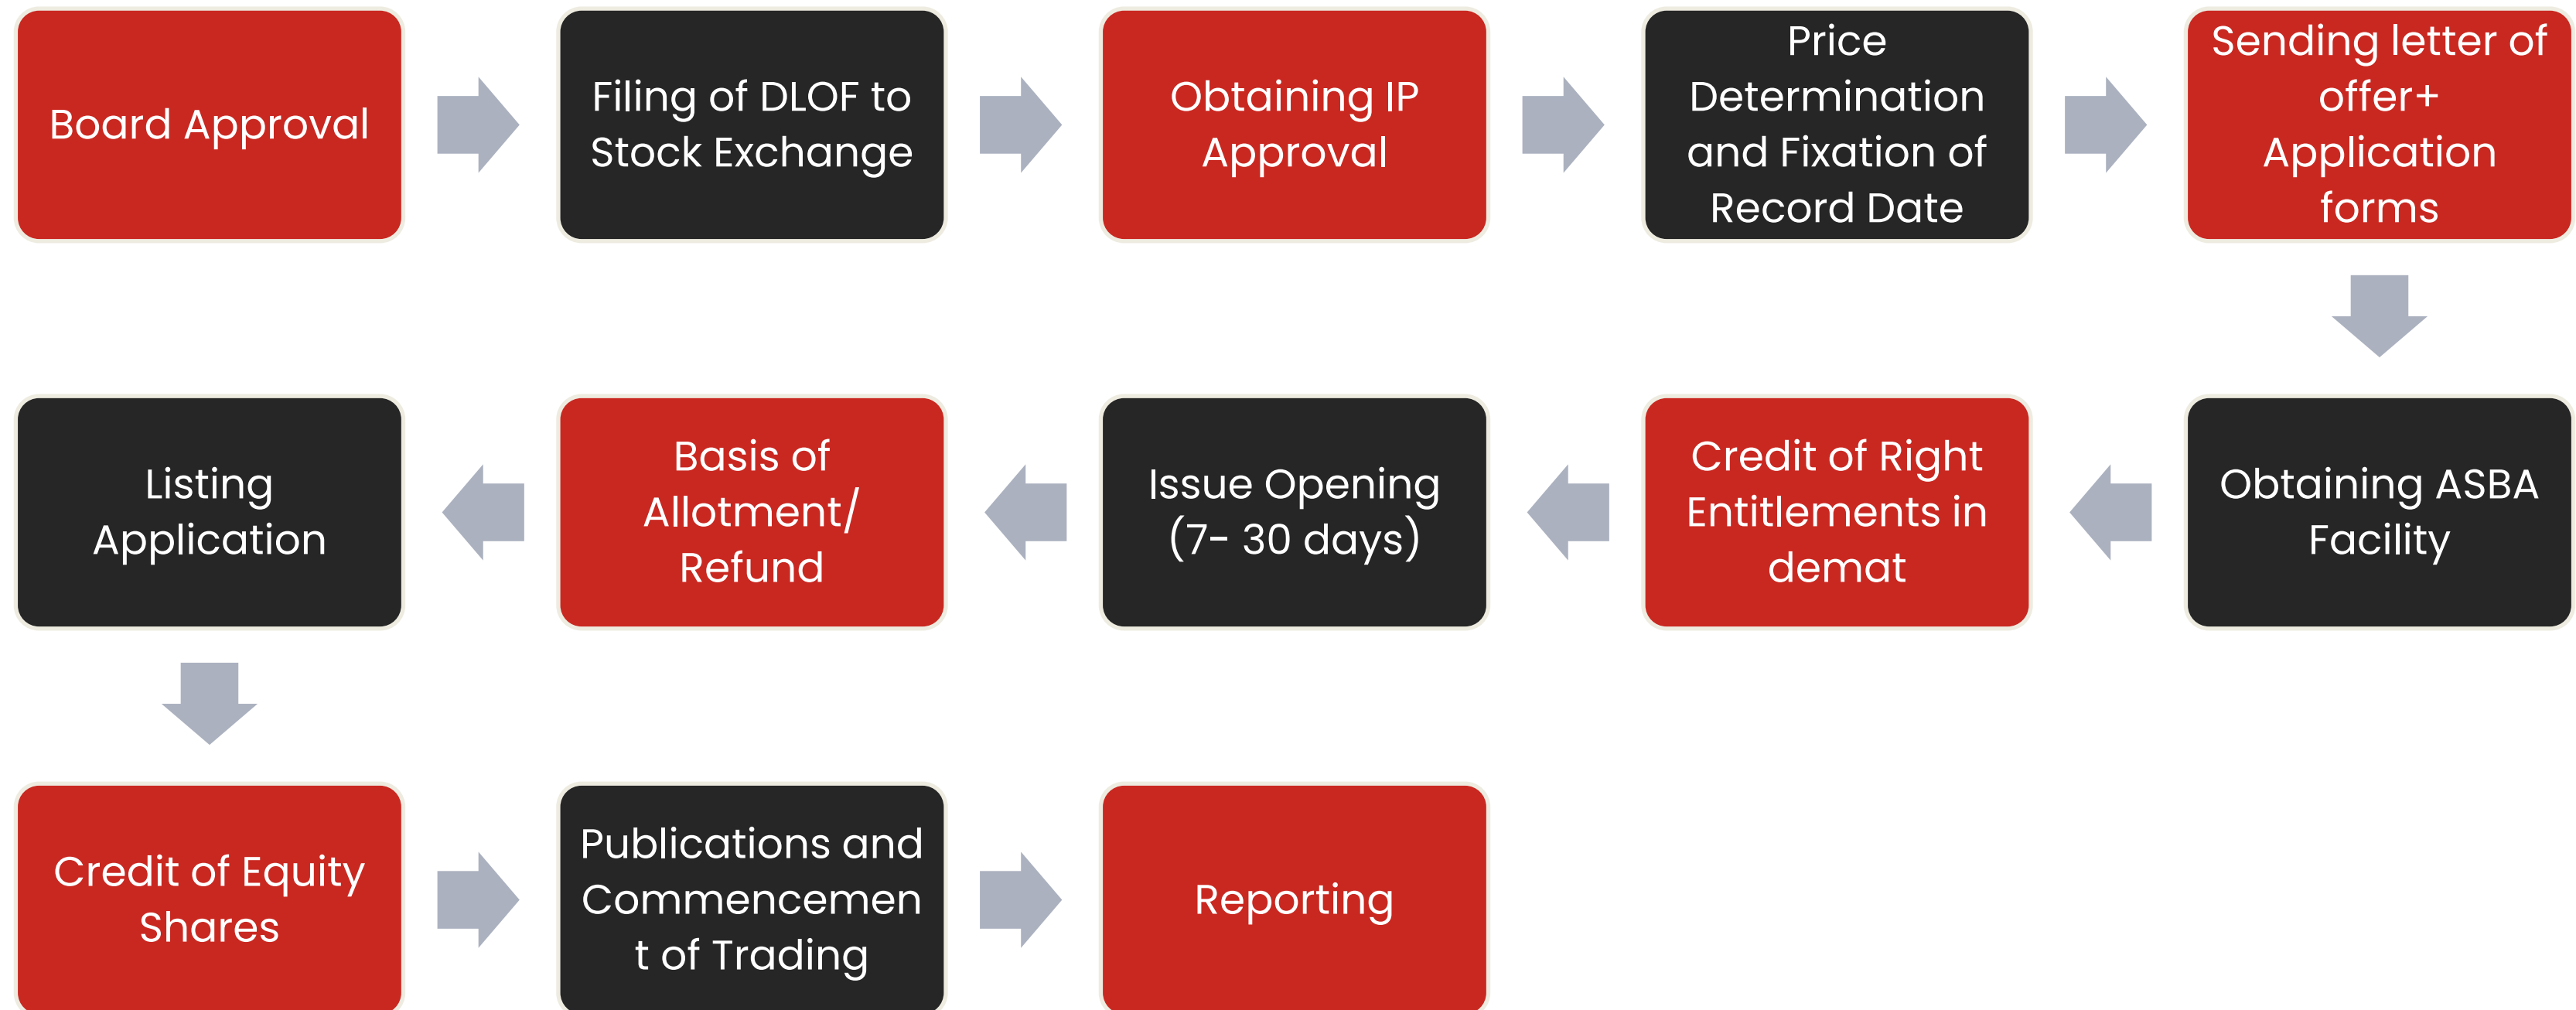 Board Approval
Filing of DLOF to
Stock Exchange
Obtaining IP
Approval
Price
Determination
and Fixation of
Record Date
Sending letter of
offer+
Application
forms
Obtaining ASBA
Facility
Credit of Right
Entitlements in
demat
Issue Opening
(7- 30 days)
Basis of
Allotment/
Refund
Listing
Application
Credit of Equity
Shares
Publications and
Commencemen
t of Trading
Reporting